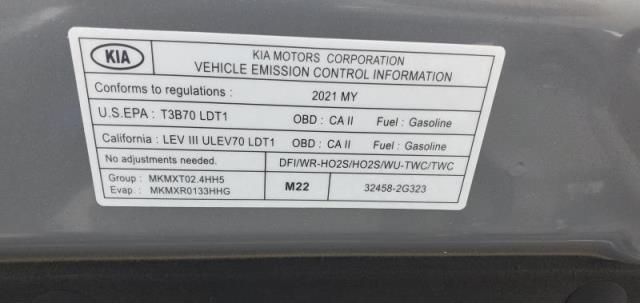 KIA
KIA MOTORS CORPORATION
VEHICLE EMISSION CONTROL INFORMATION
Conforms to regulations : 2021 MY
U.S.EPA : T3B70 LDT1 OBD : CA II Fuel : Gasoline
California : LEV III ULEV70 LDT1 OBD : CA II Fuel : Gasoline
No adjustments needed. DFI/WR-HO2S/HO2S/WU-TWC/TWC
Group : MKMXT02.4HH5
Evap. : MKMXR0133HHG
M22
32458-2G323